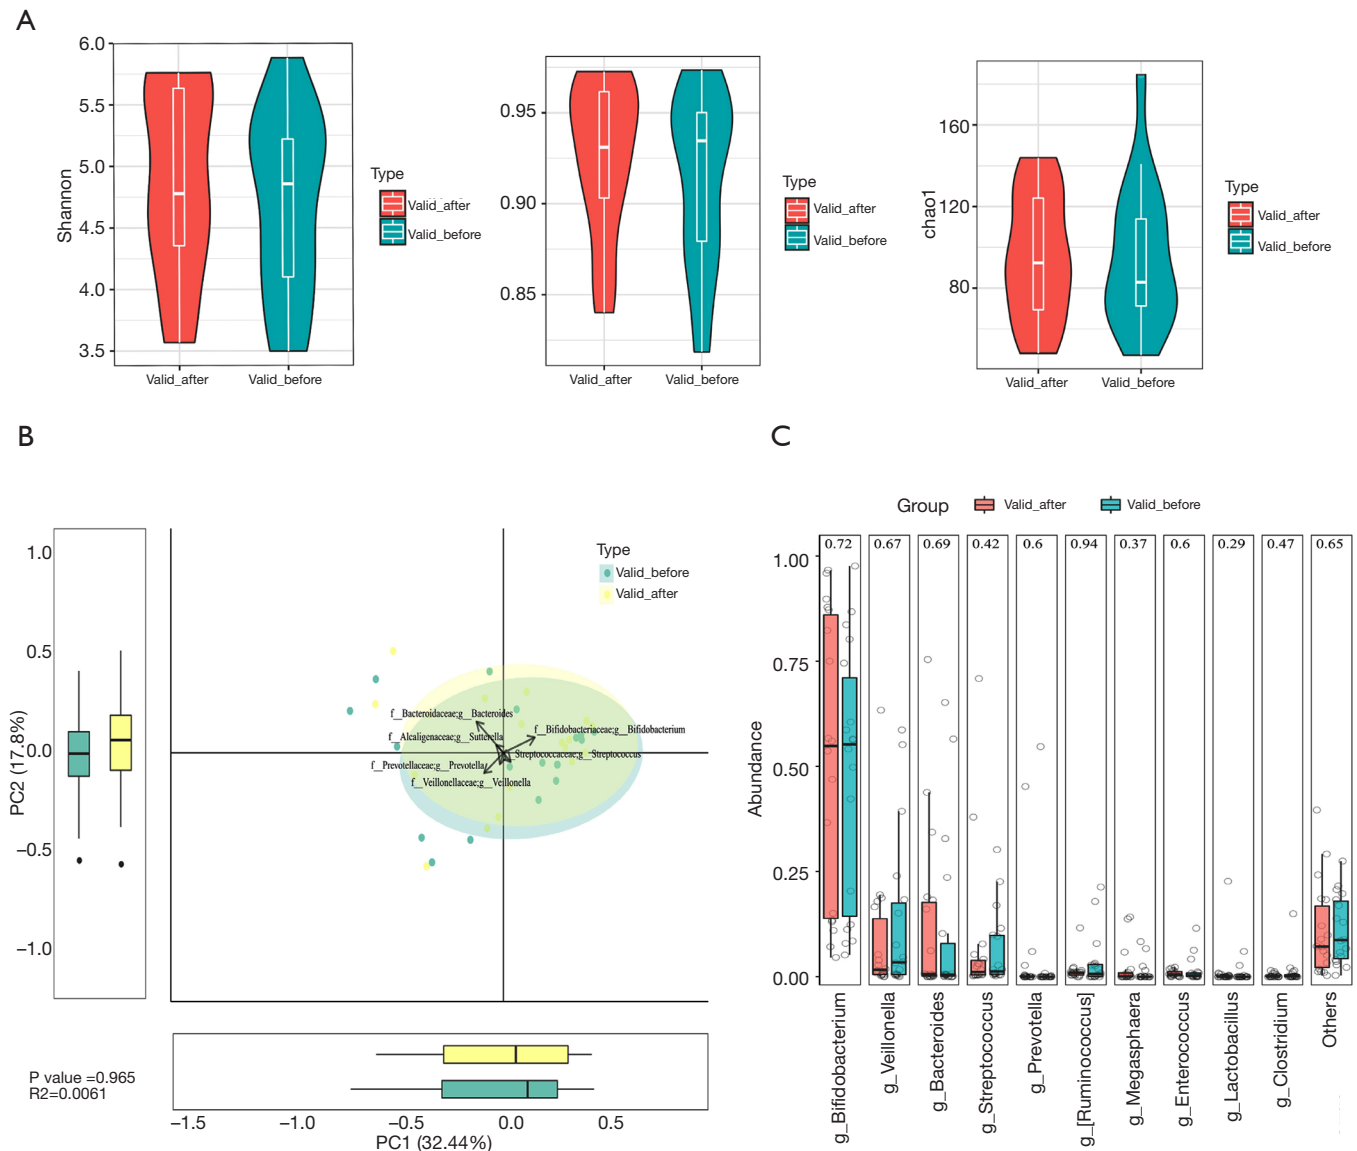 A
6.0
5.5
5.0
4.5
4.0
3.5
Shannon
Valid_after
Valid_before
Type
Valid_after
Valid_before
0.95
0.90
0.85
Valid_after
Valid_before
Type
Valid_after
Valid_before
160
120
80
chao1
Valid_after
Valid_before
Type
Valid_after
Valid_before
B
1.0
0.5
0.0
−0.5
−1.0
PC2 (17.8%)
Type
Valid_before
Valid_after
f__Bacteroidaceae;g__Bacteroides
f__Bifidobacteriaceae;g__Bifidobacterium
f__Alcaligenaceae;g__Sutterella
Streptococcaceae;g__Streptococcus
f__Prevotellaceae;g__Prevotella
f__Veillonellaceae;g__Veillonella
P value =0.965
R2=0.0061
−1.5
−1.0
−0.5
0.0
0.5
PC1 (32.44%)
C
Group
Valid_after
Valid_before
0.72
0.67
0.69
0.42
0.6
0.94
0.37
0.6
0.29
0.47
0.65
1.00
0.75
0.50
0.25
0.00
Abundance
g_Bifidobacterium
g_Veillonella
g_Bacteroides
g_Streptococcus
g_Prevotella
g_[Ruminococcus]
g_Megasphaera
g_Enterococcus
g_Lactobacillus
g_Clostridium
Others